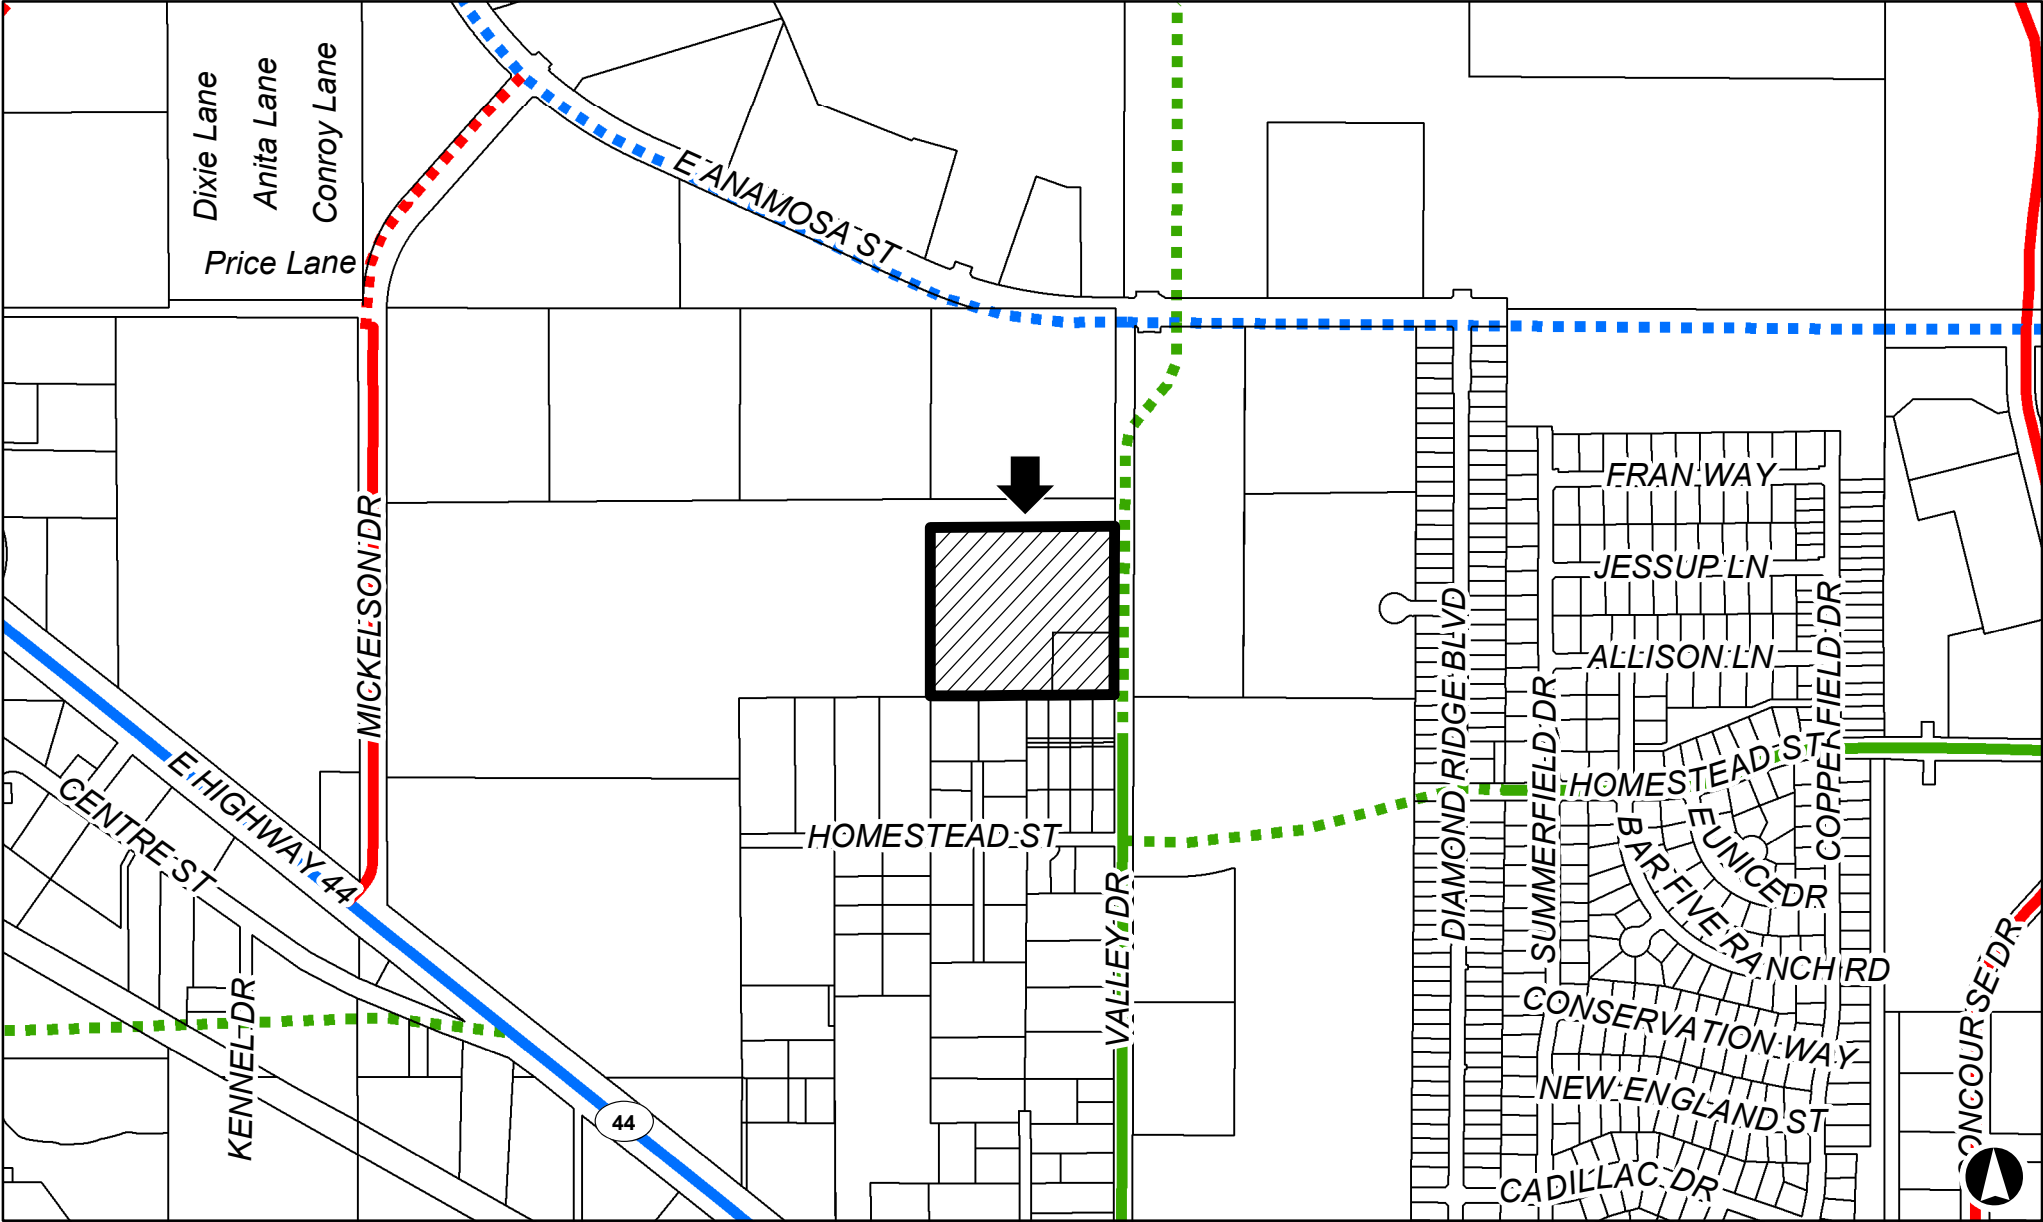 Dixie Lane
Anita Lane
Conroy Lane
Price Lane
E ANAMOSA ST
FRAN WAY
JESSUP LN
ALLISON LN
MICKELSON DR
DIAMOND RIDGE BLVD
SUMMERFIELD DR
COPPERFIELD DR
HOMESTEAD ST
HOMESTEAD ST
E HIGHWAY 44
CENTRE ST
EUNICE DR
BAR FIVE RANCH RD
VALLEY DR
KENNEL DR
CONSERVATION WAY
NEW ENGLAND ST
CADILLAC DR
CONCOURSE DR
44